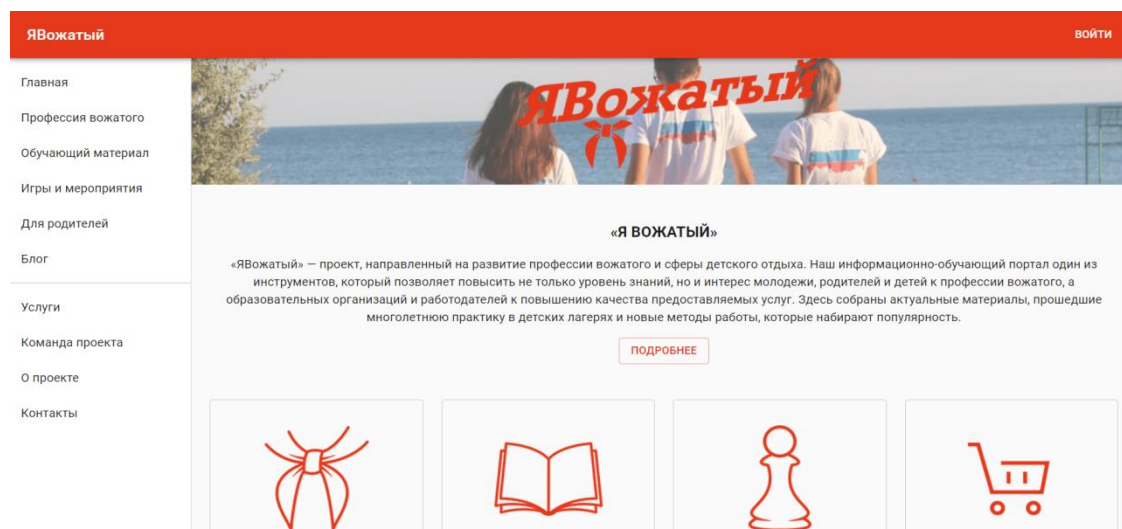 ЯВожатый
ВОЙТИ
Главная
Профессия вожатого
Обучающий материал
Игры и мероприятия
Для родителей
Блог
Услуги
Команда проекта
О проекте
Контакты
ЯВожатый
«Я ВОЖАТЫЙ»
«ЯВожатый» — проект, направленный на развитие профессии вожатого и сферы детского отдыха. Наш информационно-обучающий портал один из
инструментов, который позволяет повысить не только уровень знаний, но и интерес молодежи, родителей и детей к профессии вожатого, а
образовательных организаций и работодателей к повышению качества предоставляемых услуг. Здесь собраны актуальные материалы, прошедшие
многолетнюю практику в детских лагерях и новые методы работы, которые набирают популярность.
ПОДРОБНЕЕ